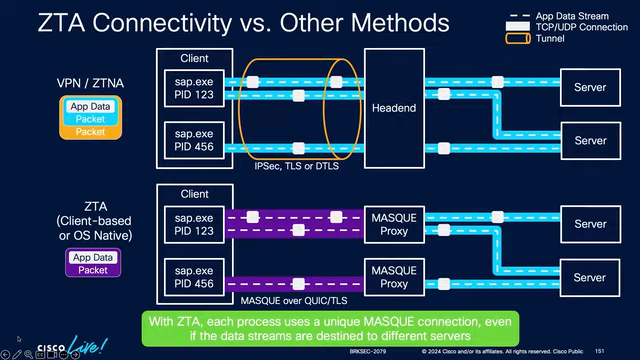 ZTA Connectivity vs. Other Methods
App Data Stream
TCP/UDP Connection
Tunnel
VPN / ZTNA
App Data
Packet
Packet
Client
sap.exe
PID 123
sap.exe
PID 456
IPSec, TLS or DTLS
Headend
Server
Server
ZTA
(Client-based
or OS Native)
App Data
Packet
Client
sap.exe
PID 123
sap.exe
PID 456
MASQUE over QUIC/TLS
MASQUE
Proxy
MASQUE
Proxy
Server
Server
With ZTA, each process uses a unique MASQUE connection, even
if the data streams are destined to different servers
CISCO Live!
BRKSEC-2079
© 2024 Cisco and/or its affiliates. All rights reserved. Cisco Public
151